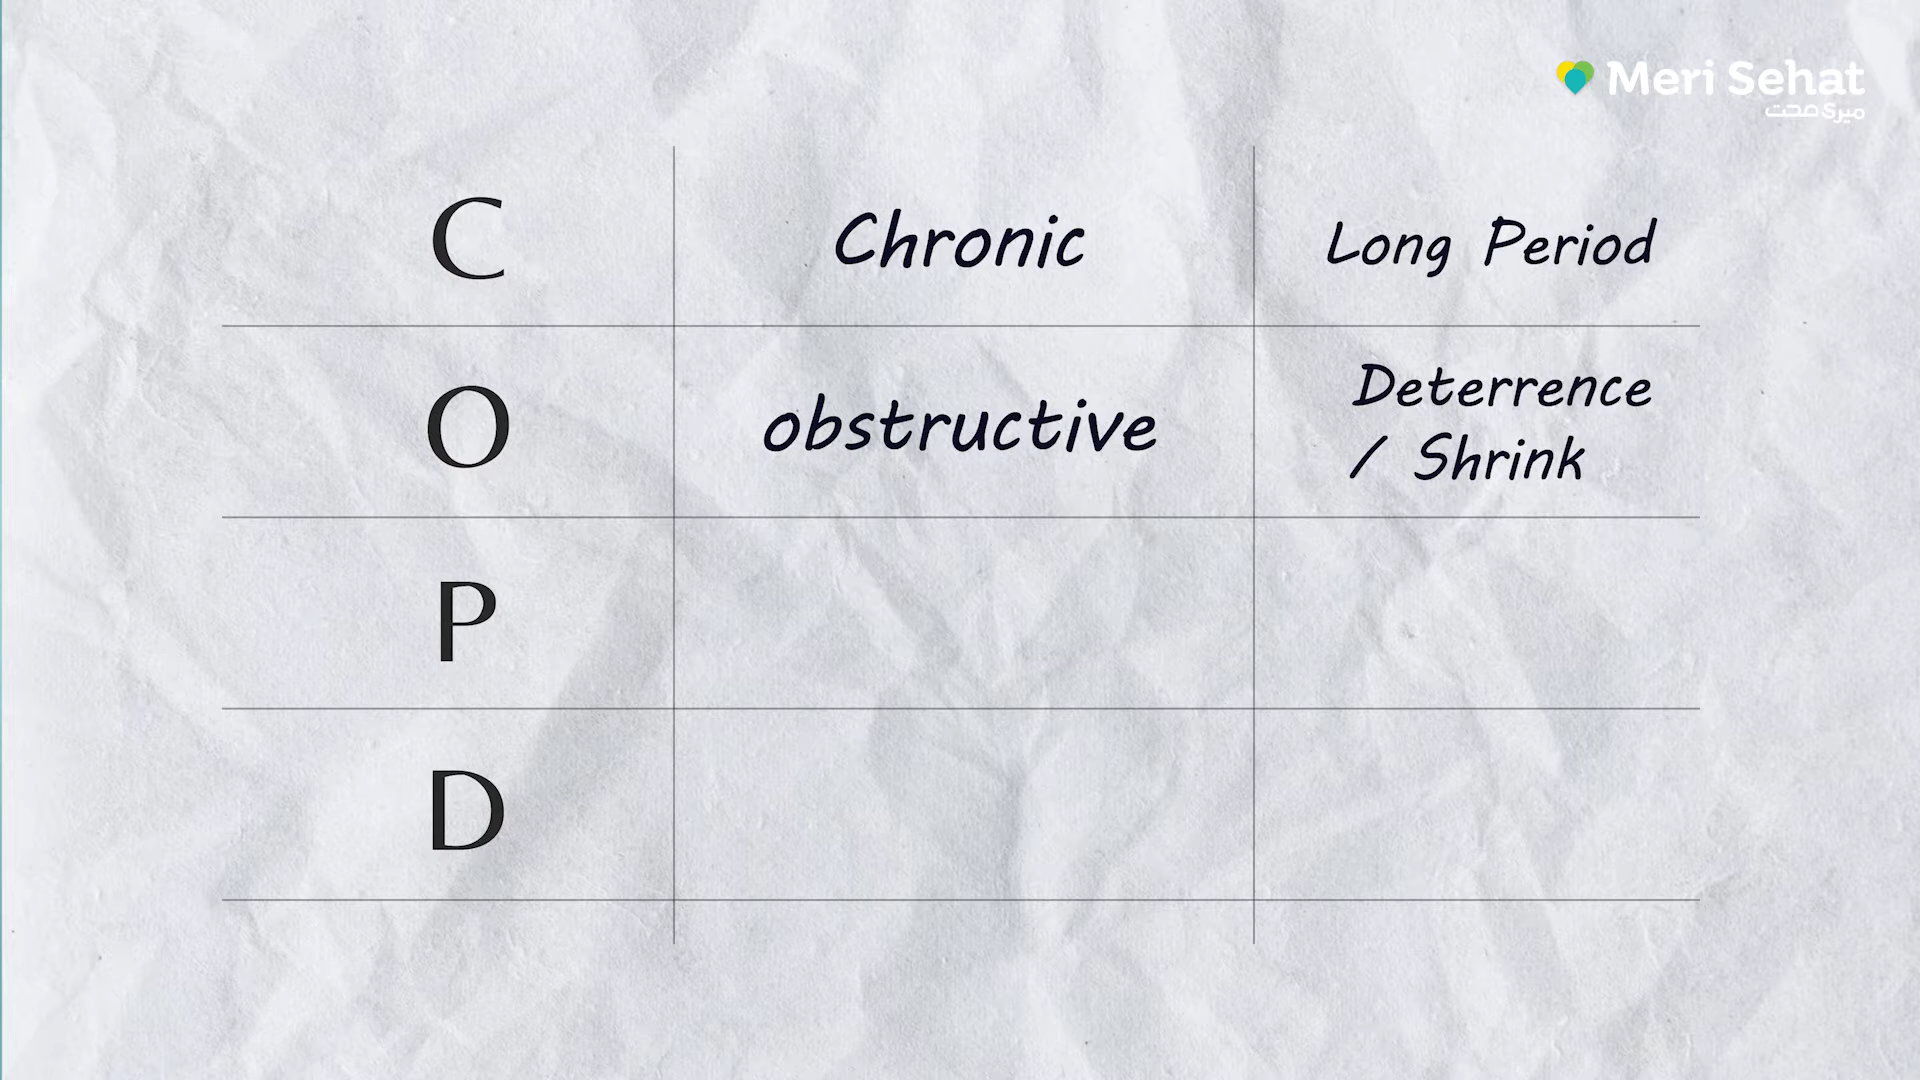 Meri Sehat
میری صحت
C Chronic Long Period
O obstructive Deterrence
/ Shrink
P
D